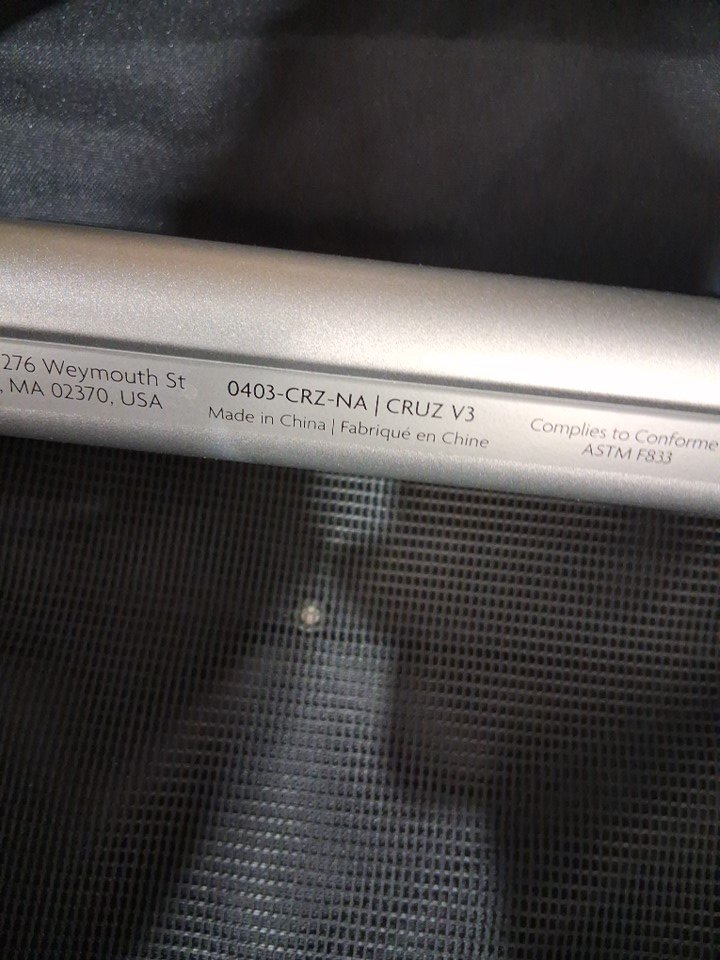 276 Weymouth St
, MA 02370, USA
0403-CRZ-NA | CRUZ V3
Made in China | Fabriqué en Chine
Complies to Conforme
ASTM F833